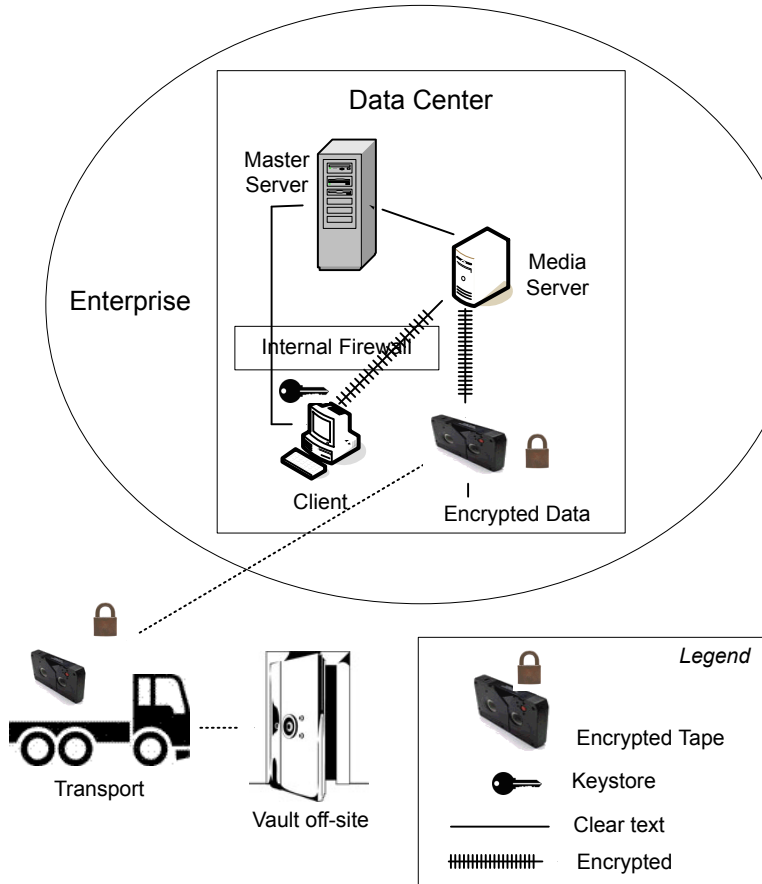 Data Center
Master
Server
Media
Server
Enterprise
Internal Firewall
Client
Encrypted Data
Transport
Vault off-site
Legend
Encrypted Tape
Keystore
Clear text
Encrypted